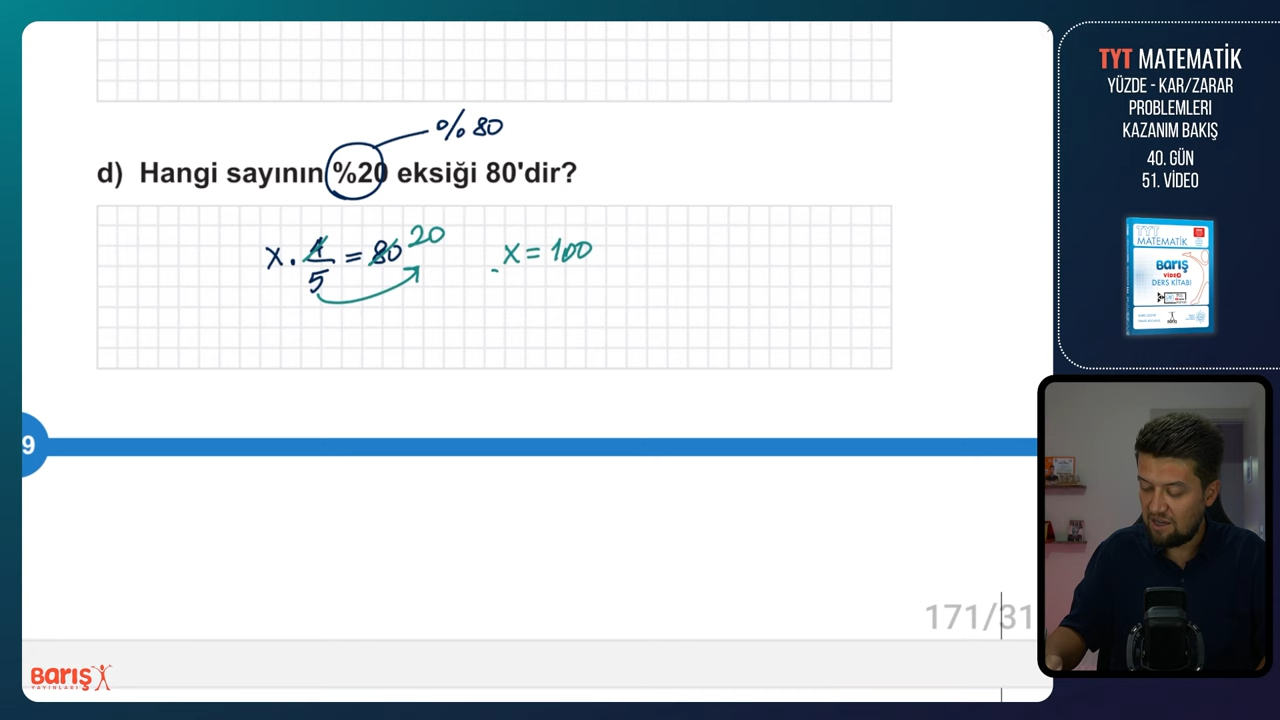 % 80
d) Hangi sayının %20 eksiği 80'dir?
x . 4/5 = 80 20 x = 100
9
171/31
BARIŞ
YAYINLARI
TYT MATEMATİK
YÜZDE - KAR/ZARAR
PROBLEMLERI
KAZANIM BAKIŞ
40. GÜN
51. VİDEO
TYT
MATEMATİK
BARIŞ
VİDEO
DERS KİTABI